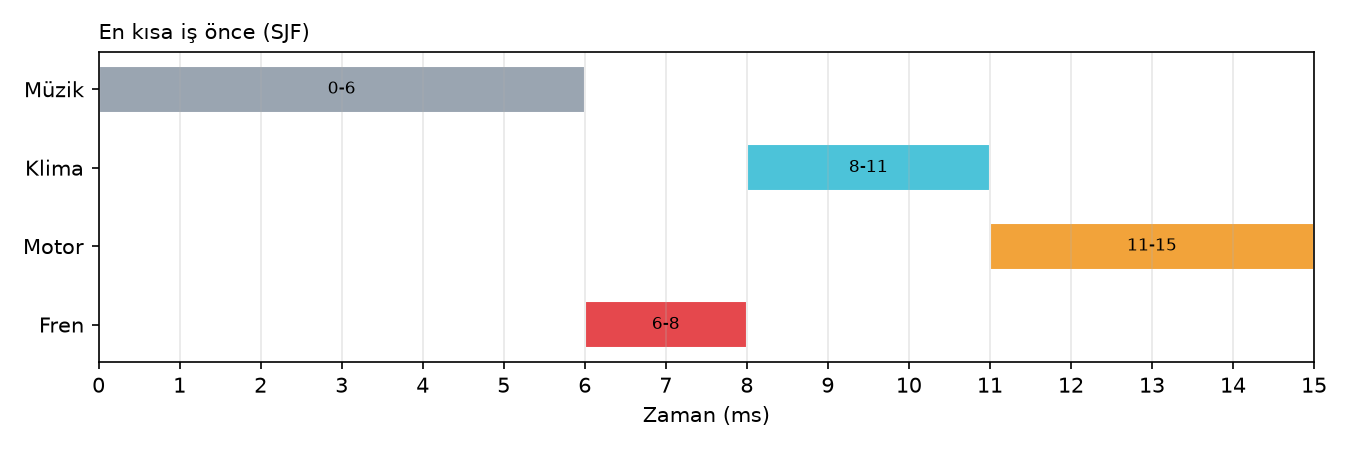 En kısa iş önce (SJF)
Müzik
0-6
Klima
8-11
Motor
11-15
Fren
6-8
0 1 2 3 4 5 6 7 8 9 10 11 12 13 14 15
Zaman (ms)